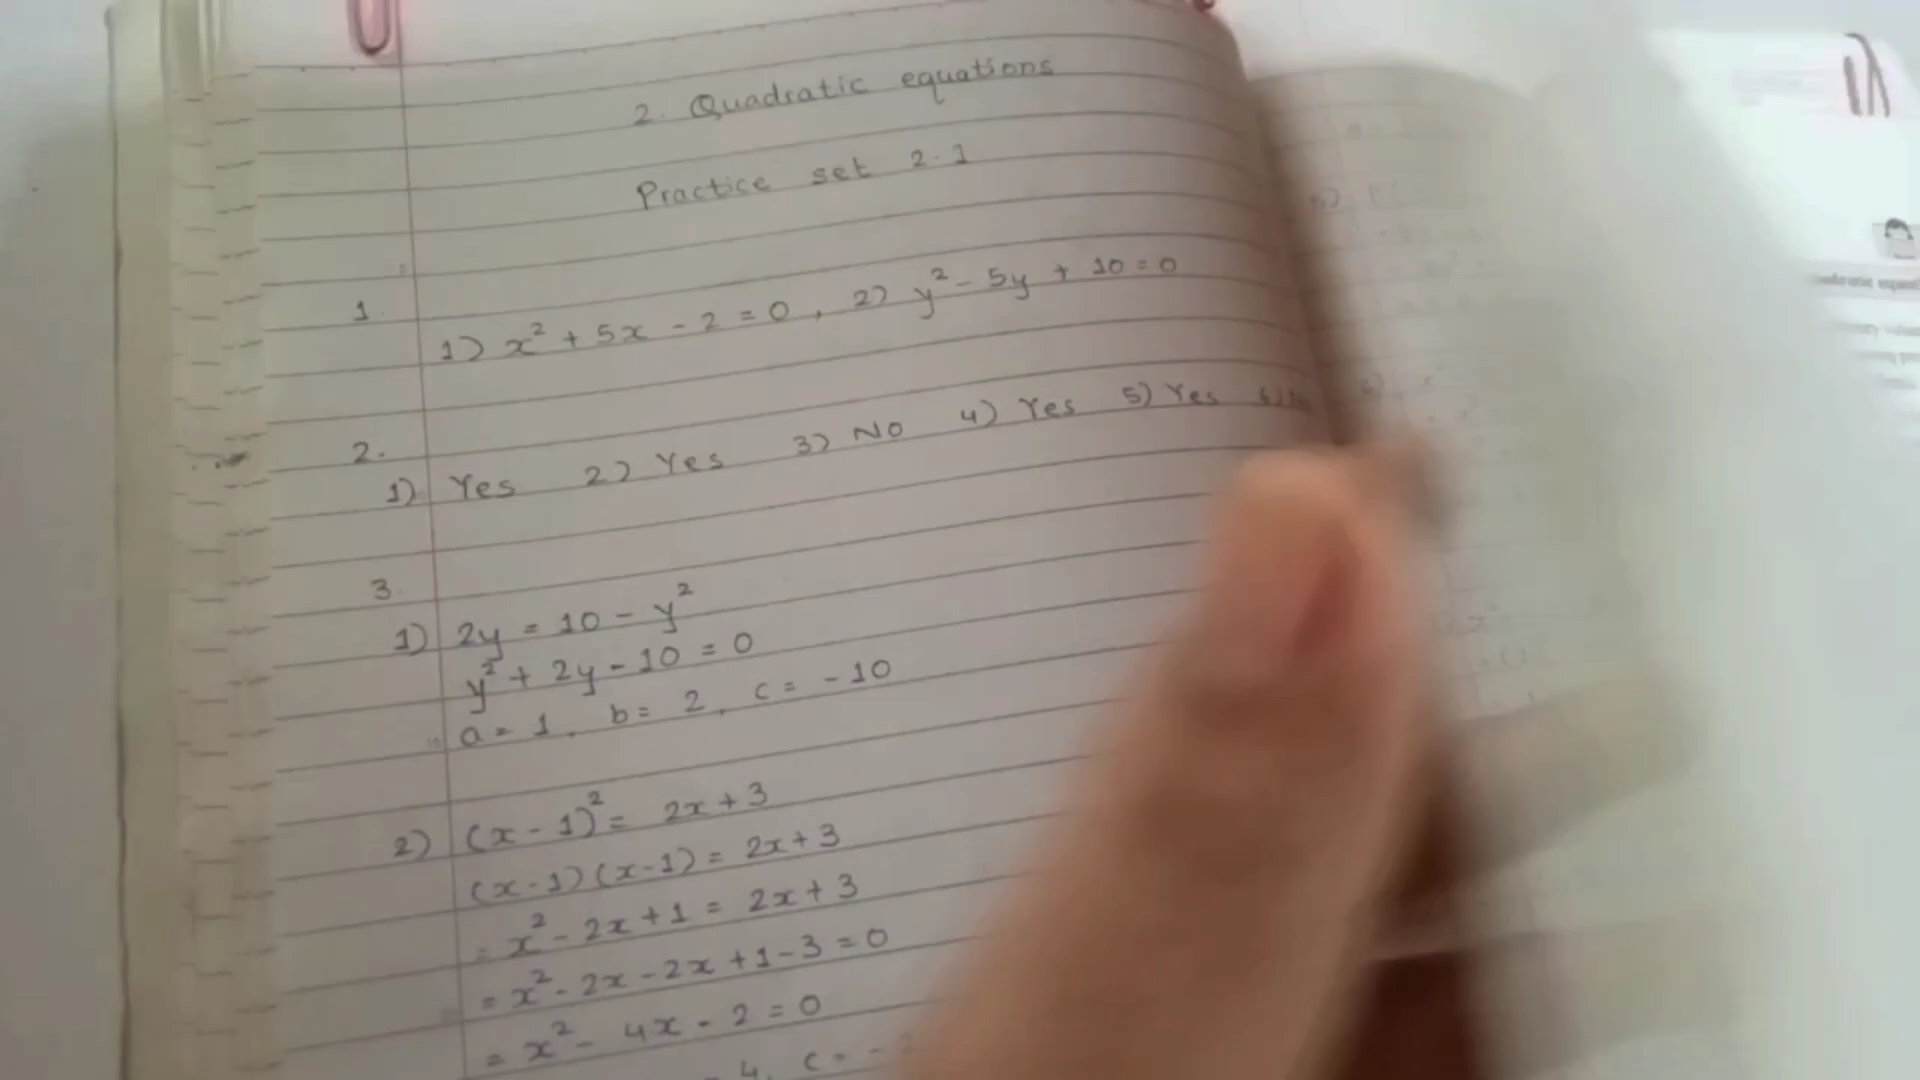 2. Quadratic equations
Practice set 2.1
1.
1) x² + 5x - 2 = 0, 2) y² - 5y + 10 = 0
2.
1) Yes 2) Yes 3) No 4) Yes 5) Yes
3.
1) 2y = 10 - y²
y² + 2y - 10 = 0
a = 1, b = 2, c = -10
2) (x - 1)² = 2x + 3
(x - 1) (x - 1) = 2x + 3
= x² - 2x + 1 = 2x + 3
= x² - 2x - 2x + 1 - 3 = 0
= x² - 4x - 2 = 0
4, c = -